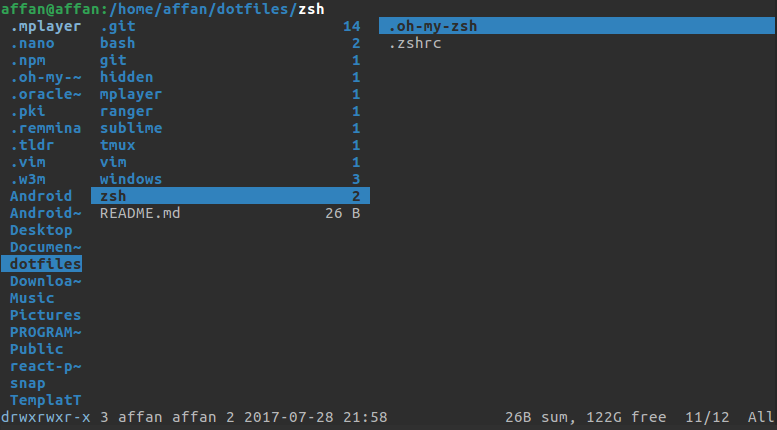 affan@affan:/home/affan/dotfiles/zsh
.mplayer .git 14 .oh-my-zsh
.nano bash 2 .zshrc
.npm git 1
.oh-my-~ hidden 1
.oracle~ mplayer 1
.pki ranger 1
.remmina sublime 1
.tldr tmux 1
.vim vim 1
.w3m windows 3
Android zsh 2
Android~ README.md 26 B
Desktop
Documen~
dotfiles
Downloa~
Music
Pictures
PROGRAM~
Public
react-p~
snap
TemplatT
drwxrwxr-x 3 affan affan 2 2017-07-28 21:58 26B sum, 122G free 11/12 All